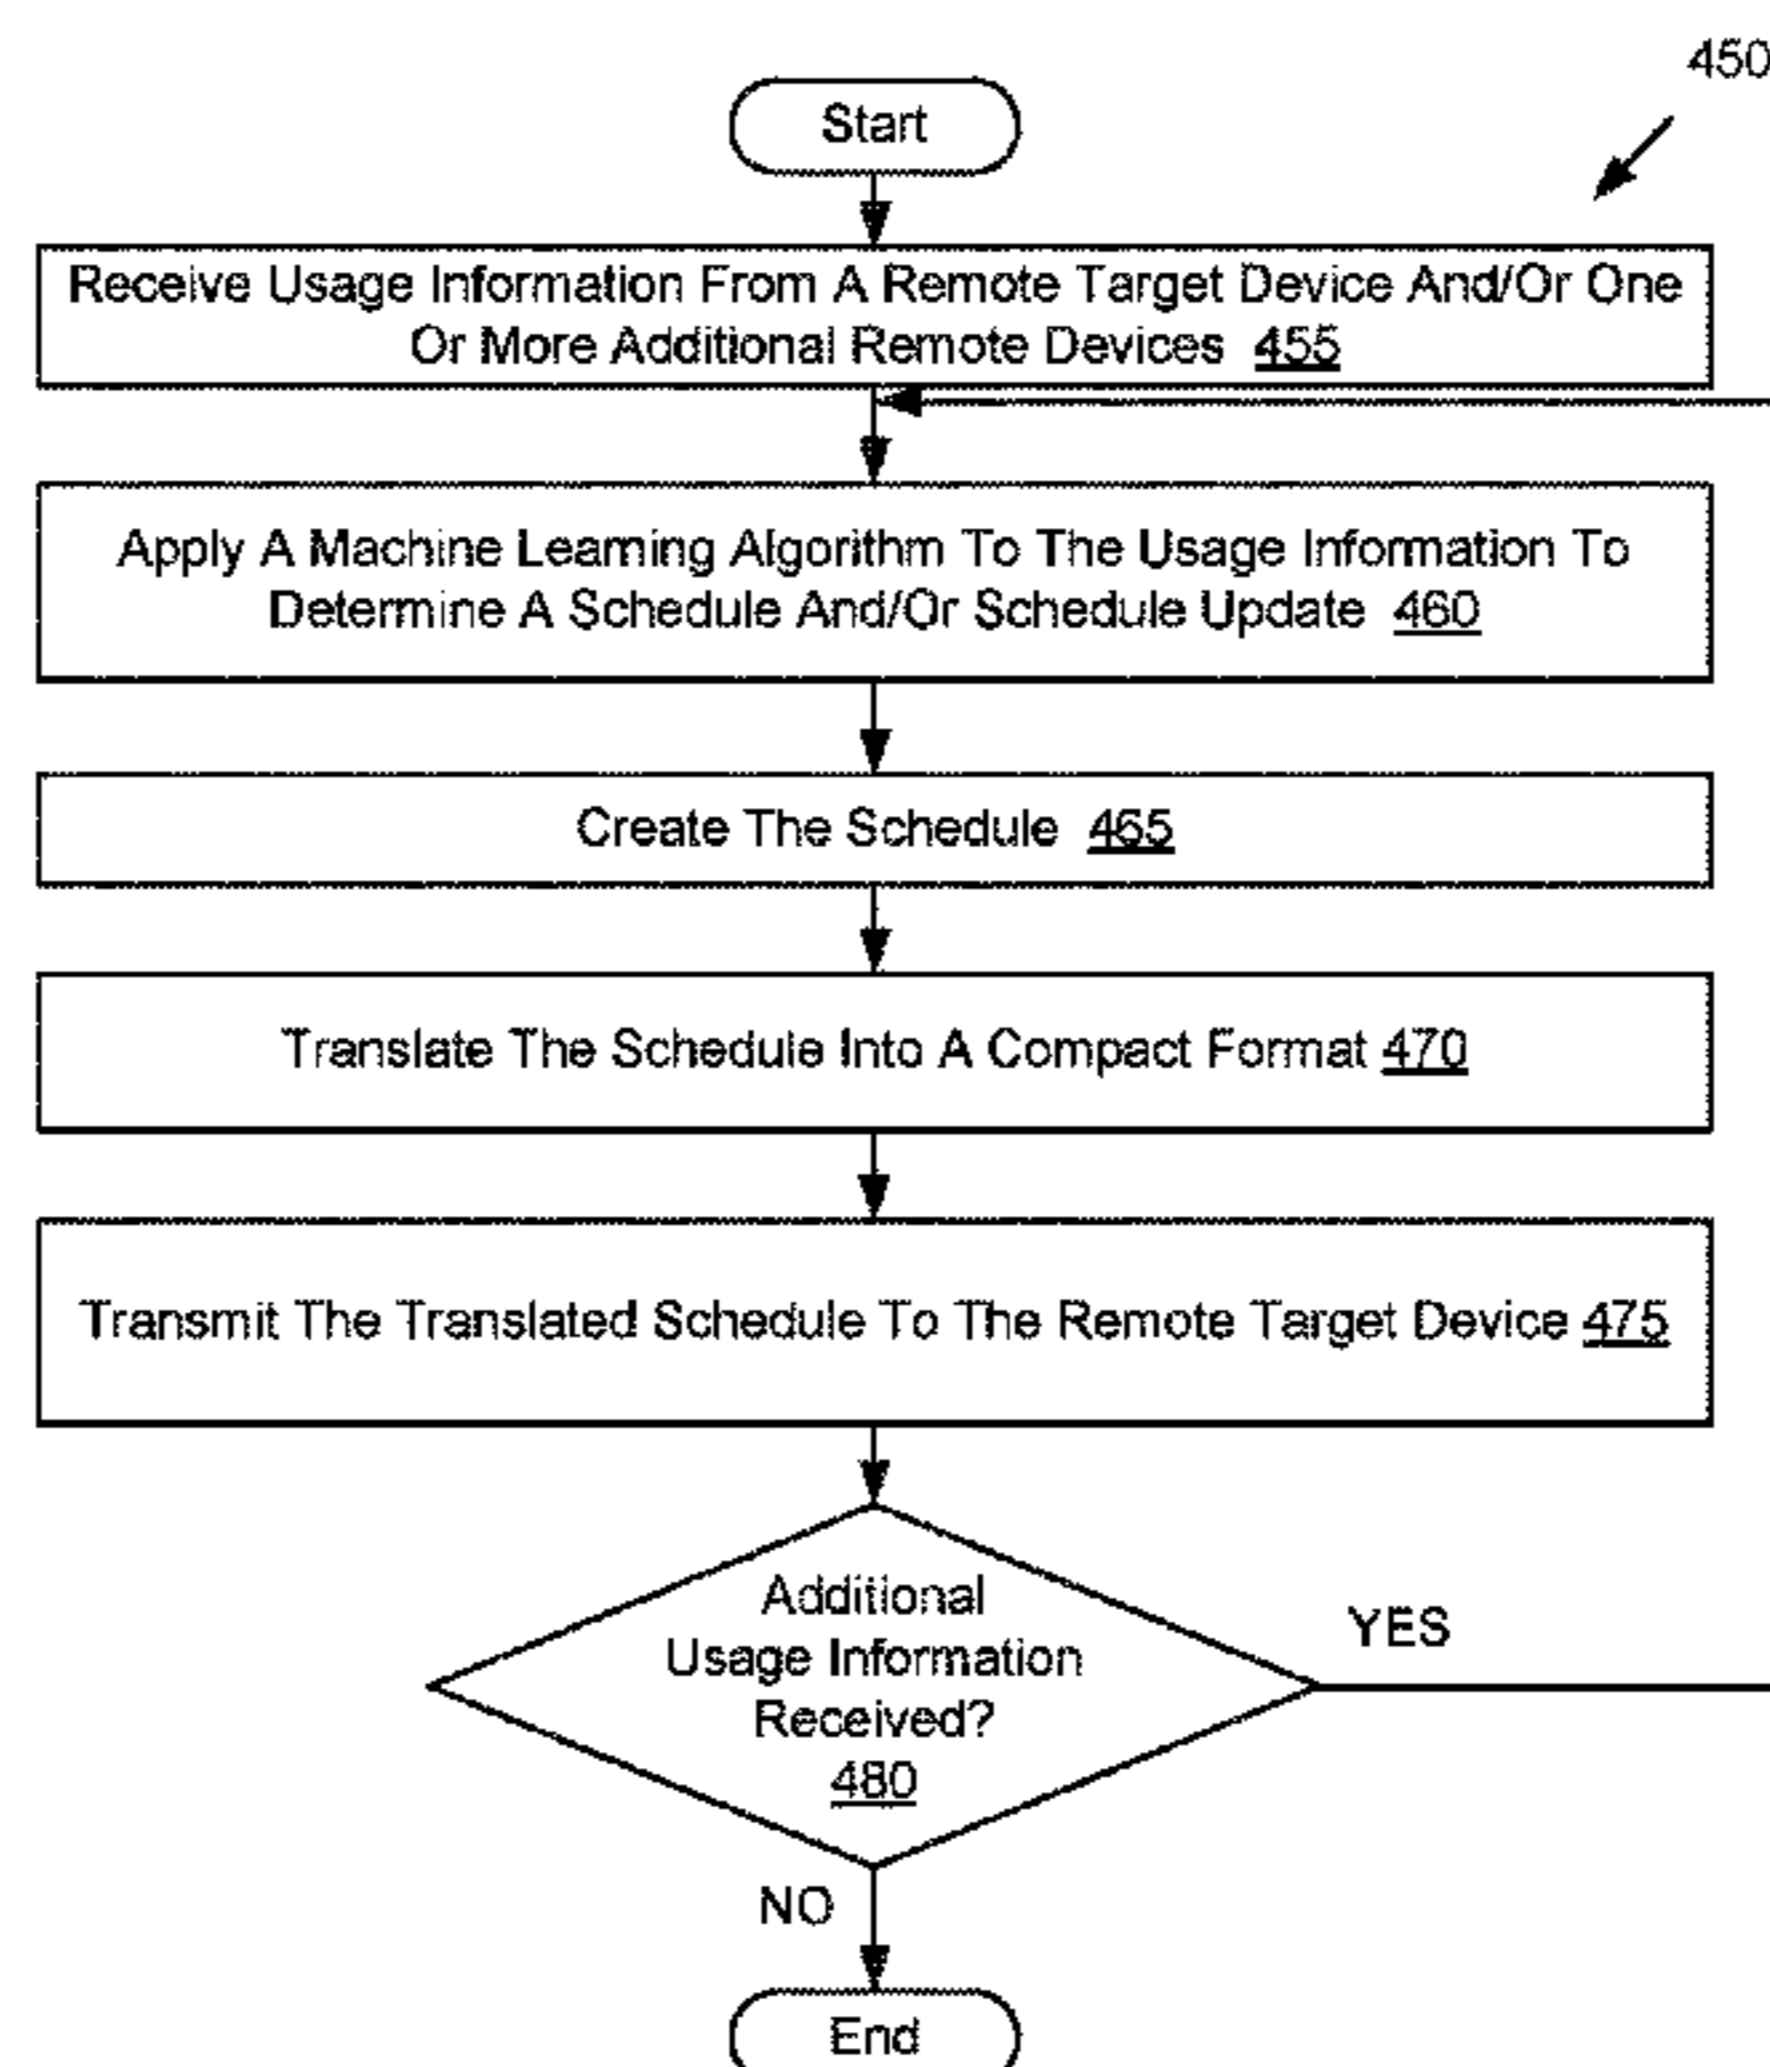 450
Start
Receive Usage Information From A Remote Target Device And/Or One
Or More Additional Remote Devices 455
Apply A Machine Learning Algorithm To The Usage Information To
Determine A Schedule And/Or Schedule Update 460
Create The Schedule 465
Translate The Schedule Into A Compact Format 470
Transmit The Translated Schedule To The Remote Target Device 475
Additional
Usage Information
Received?
480
YES
NO
End